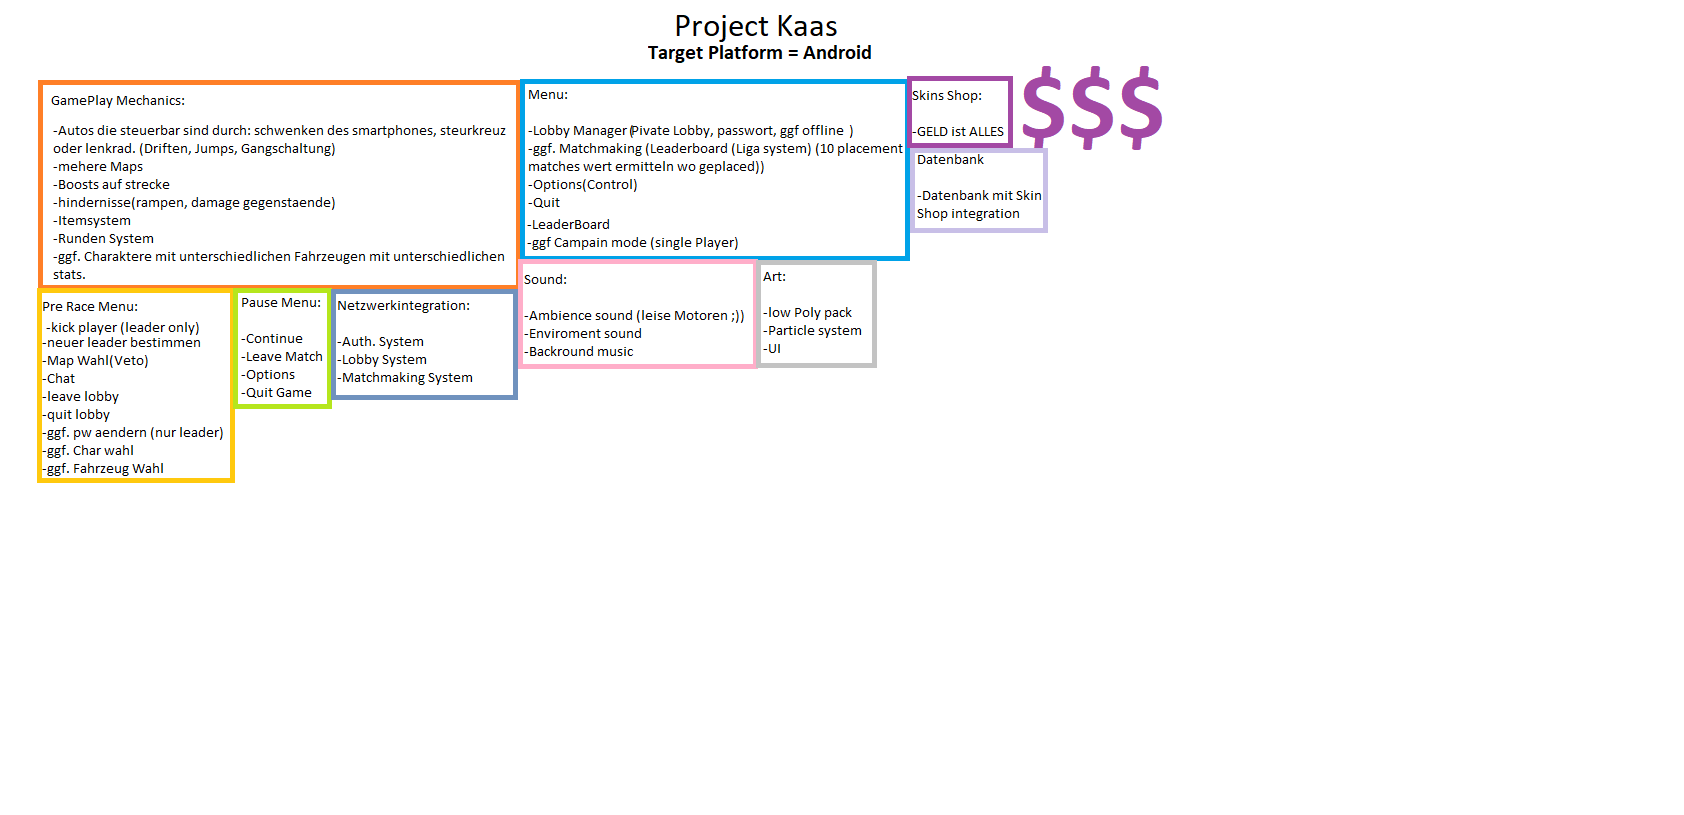 Project Kaas
Target Platform = Android
GamePlay Mechanics:
-Autos die steuerbar sind durch: schwenken des smartphones, steurkreuz
oder lenkrad. (Driften, Jumps, Gangschaltung)
-mehere Maps
-Boosts auf strecke
-hindernisse(rampen, damage gegenstaende)
-Itemsystem
-Runden System
-ggf. Charaktere mit unterschiedlichen Fahrzeugen mit unterschiedlichen
stats.
Menu:
-Lobby Manager (Pivate Lobby, passwort, ggf offline )
-ggf. Matchmaking (Leaderboard (Liga system) (10 placement
matches wert ermitteln wo geplaced))
-Options(Control)
-Quit
-LeaderBoard
-ggf Campain mode (single Player)
Skins Shop:
-GELD ist ALLES
$$$
Datenbank
-Datenbank mit Skin
Shop integration
Pre Race Menu:
-kick player (leader only)
-neuer leader bestimmen
-Map Wahl(Veto)
-Chat
-leave lobby
-quit lobby
-ggf. pw aendern (nur leader)
-ggf. Char wahl
-ggf. Fahrzeug Wahl
Pause Menu:
-Continue
-Leave Match
-Options
-Quit Game
Netzwerkintegration:
-Auth. System
-Lobby System
-Matchmaking System
Sound:
-Ambience sound (leise Motoren ;))
-Enviroment sound
-Backround music
Art:
-low Poly pack
-Particle system
-UI